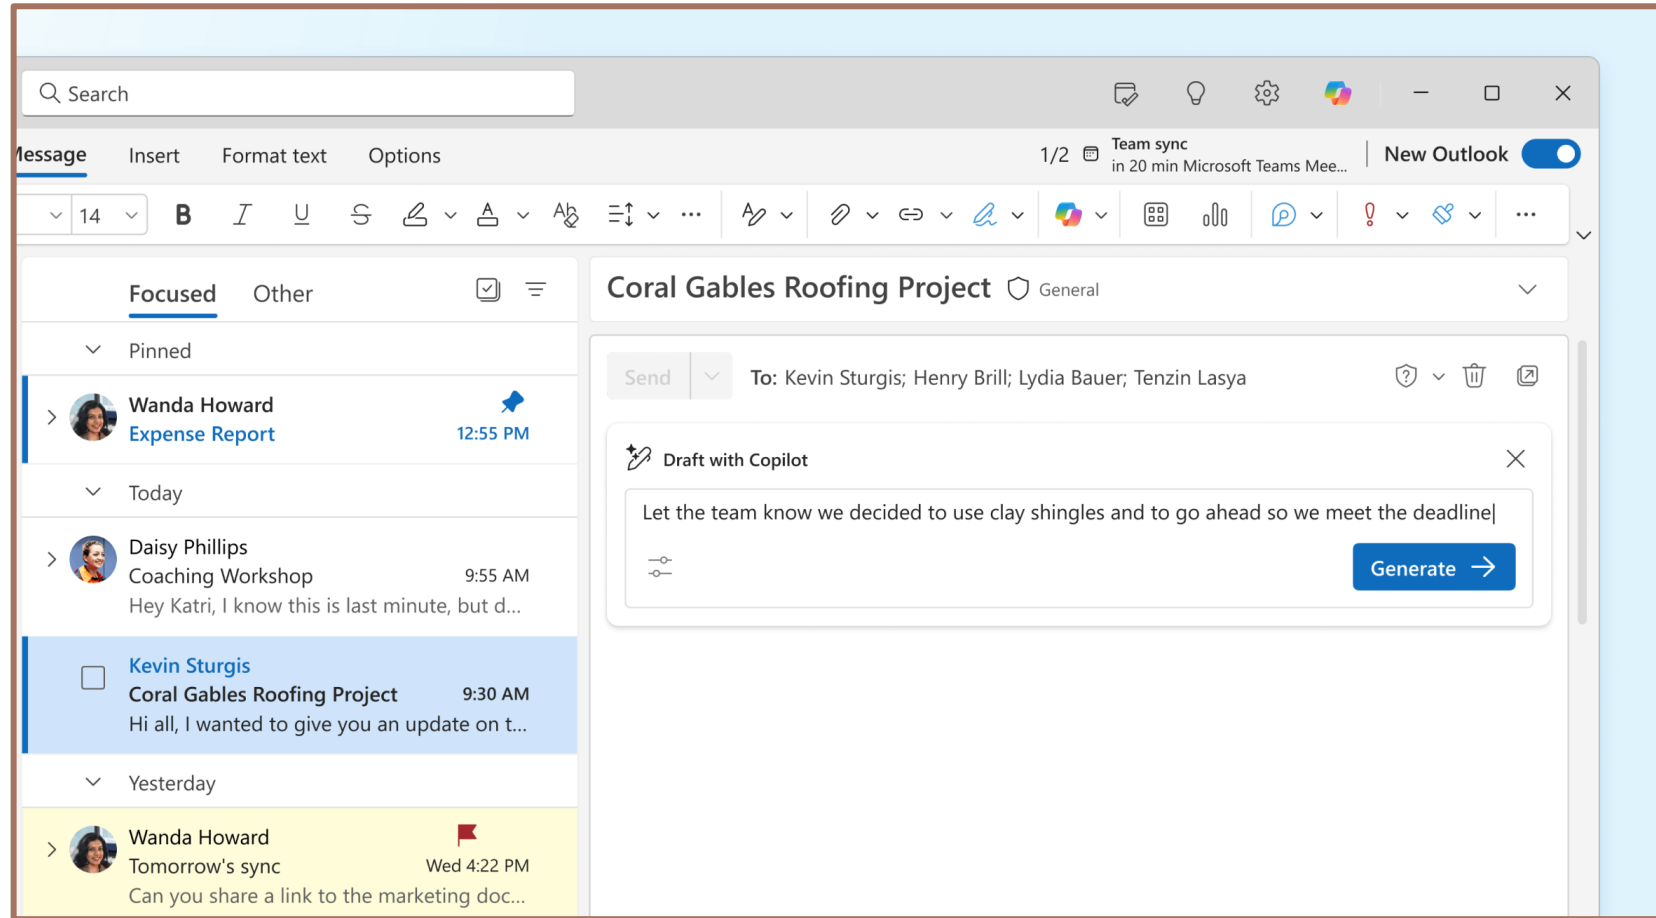 Search
Message Insert Format text Options
1/2 Team sync
in 20 min Microsoft Teams Mee...
New Outlook
14 B I U S A
Focused Other
Pinned
Wanda Howard
Expense Report 12:55 PM
Today
Daisy Phillips
Coaching Workshop 9:55 AM
Hey Katri, I know this is last minute, but d...
Kevin Sturgis
Coral Gables Roofing Project 9:30 AM
Hi all, I wanted to give you an update on t...
Yesterday
Wanda Howard
Tomorrow's sync Wed 4:22 PM
Can you share a link to the marketing doc...
Coral Gables Roofing Project General
Send To: Kevin Sturgis; Henry Brill; Lydia Bauer; Tenzin Lasya
Draft with Copilot
Let the team know we decided to use clay shingles and to go ahead so we meet the deadline
Generate